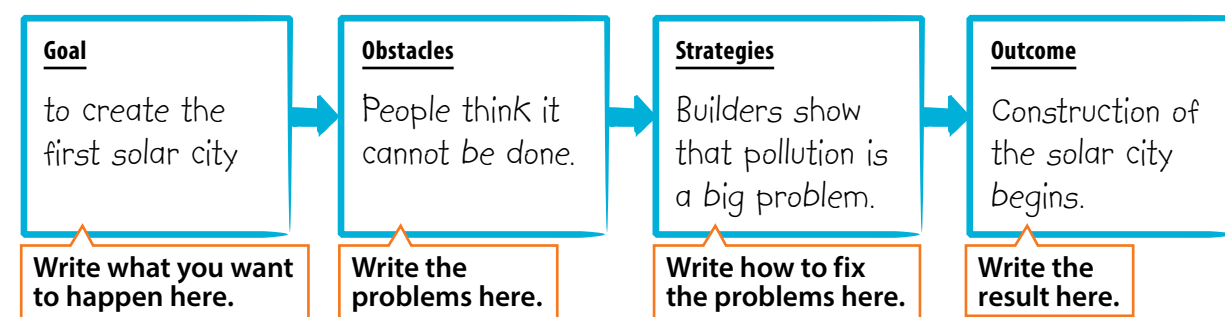 Goal
to create the
first solar city
Obstacles
People think it
cannot be done.
Strategies
Builders show
that pollution is
a big problem.
Outcome
Construction of
the solar city
begins.
Write what you want
to happen here.
Write the
problems here.
Write how to fix
the problems here.
Write the
result here.